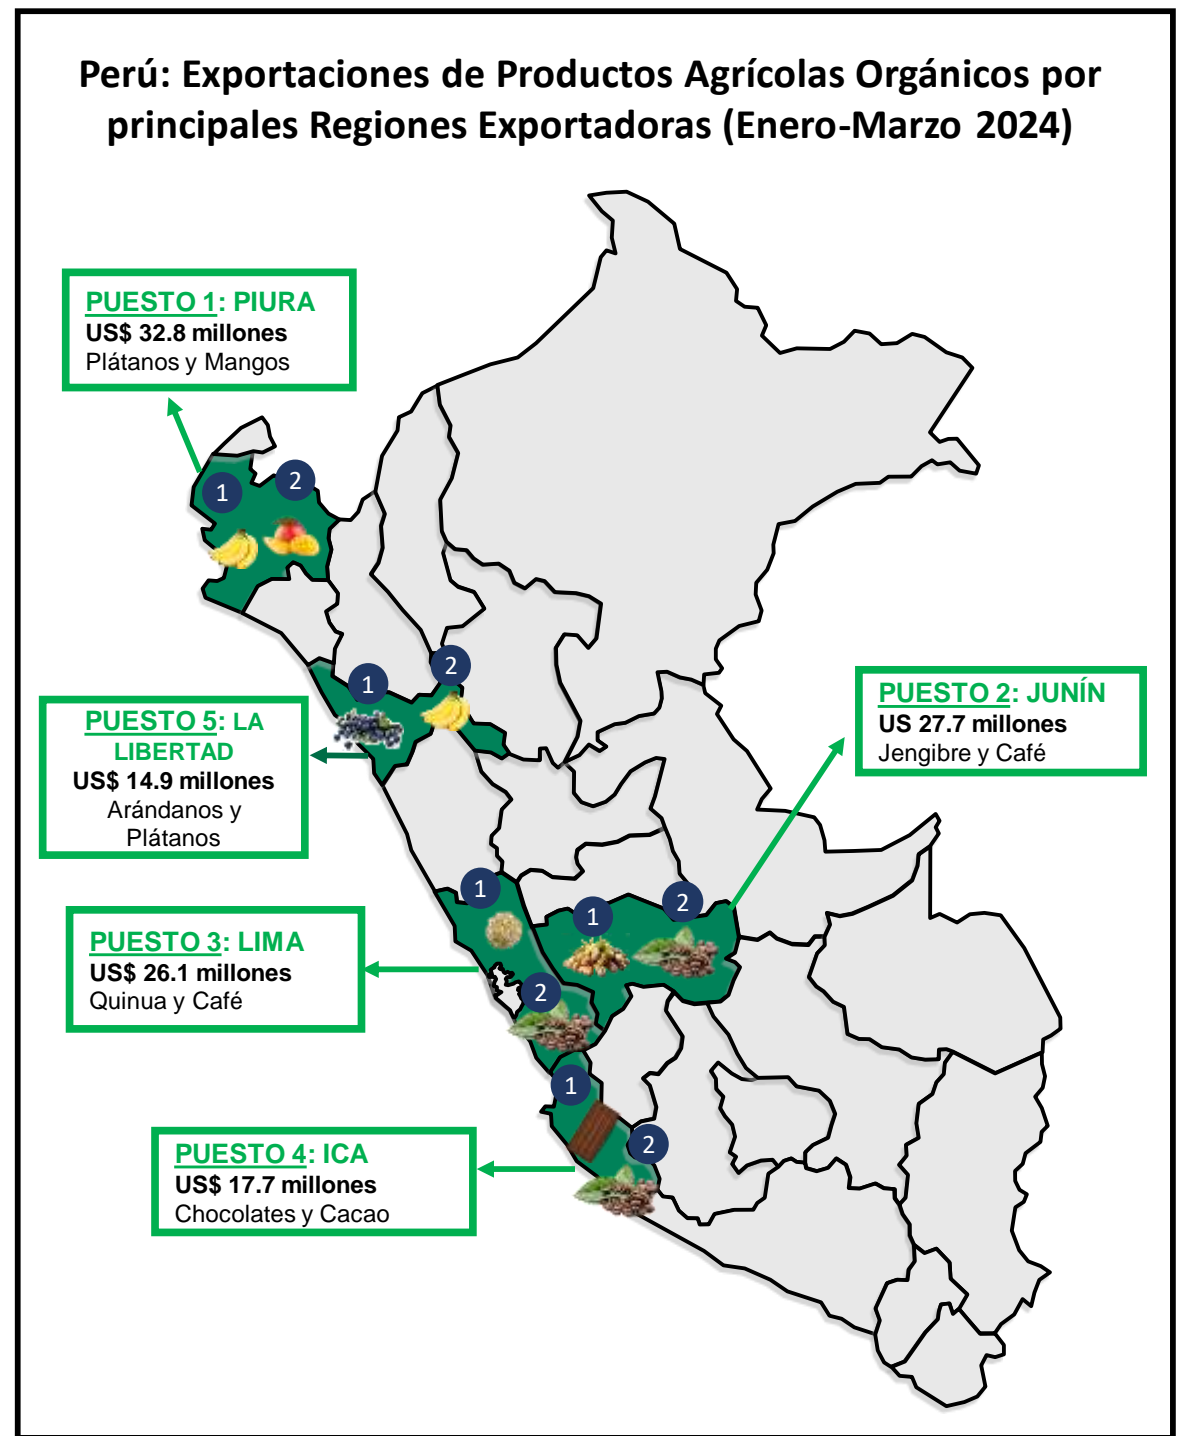 Perú: Exportaciones de Productos Agrícolas Orgánicos por
principales Regiones Exportadoras (Enero-Marzo 2024)
PUESTO 1: PIURA
US$ 32.8 millones
Plátanos y Mangos
1
2
1
2
PUESTO 5: LA
LIBERTAD
US$ 14.9 millones
Arándanos y
Plátanos
PUESTO 2: JUNÍN
US 27.7 millones
Jengibre y Café
1
2
1
2
PUESTO 3: LIMA
US$ 26.1 millones
Quinua y Café
1
2
PUESTO 4: ICA
US$ 17.7 millones
Chocolates y Cacao